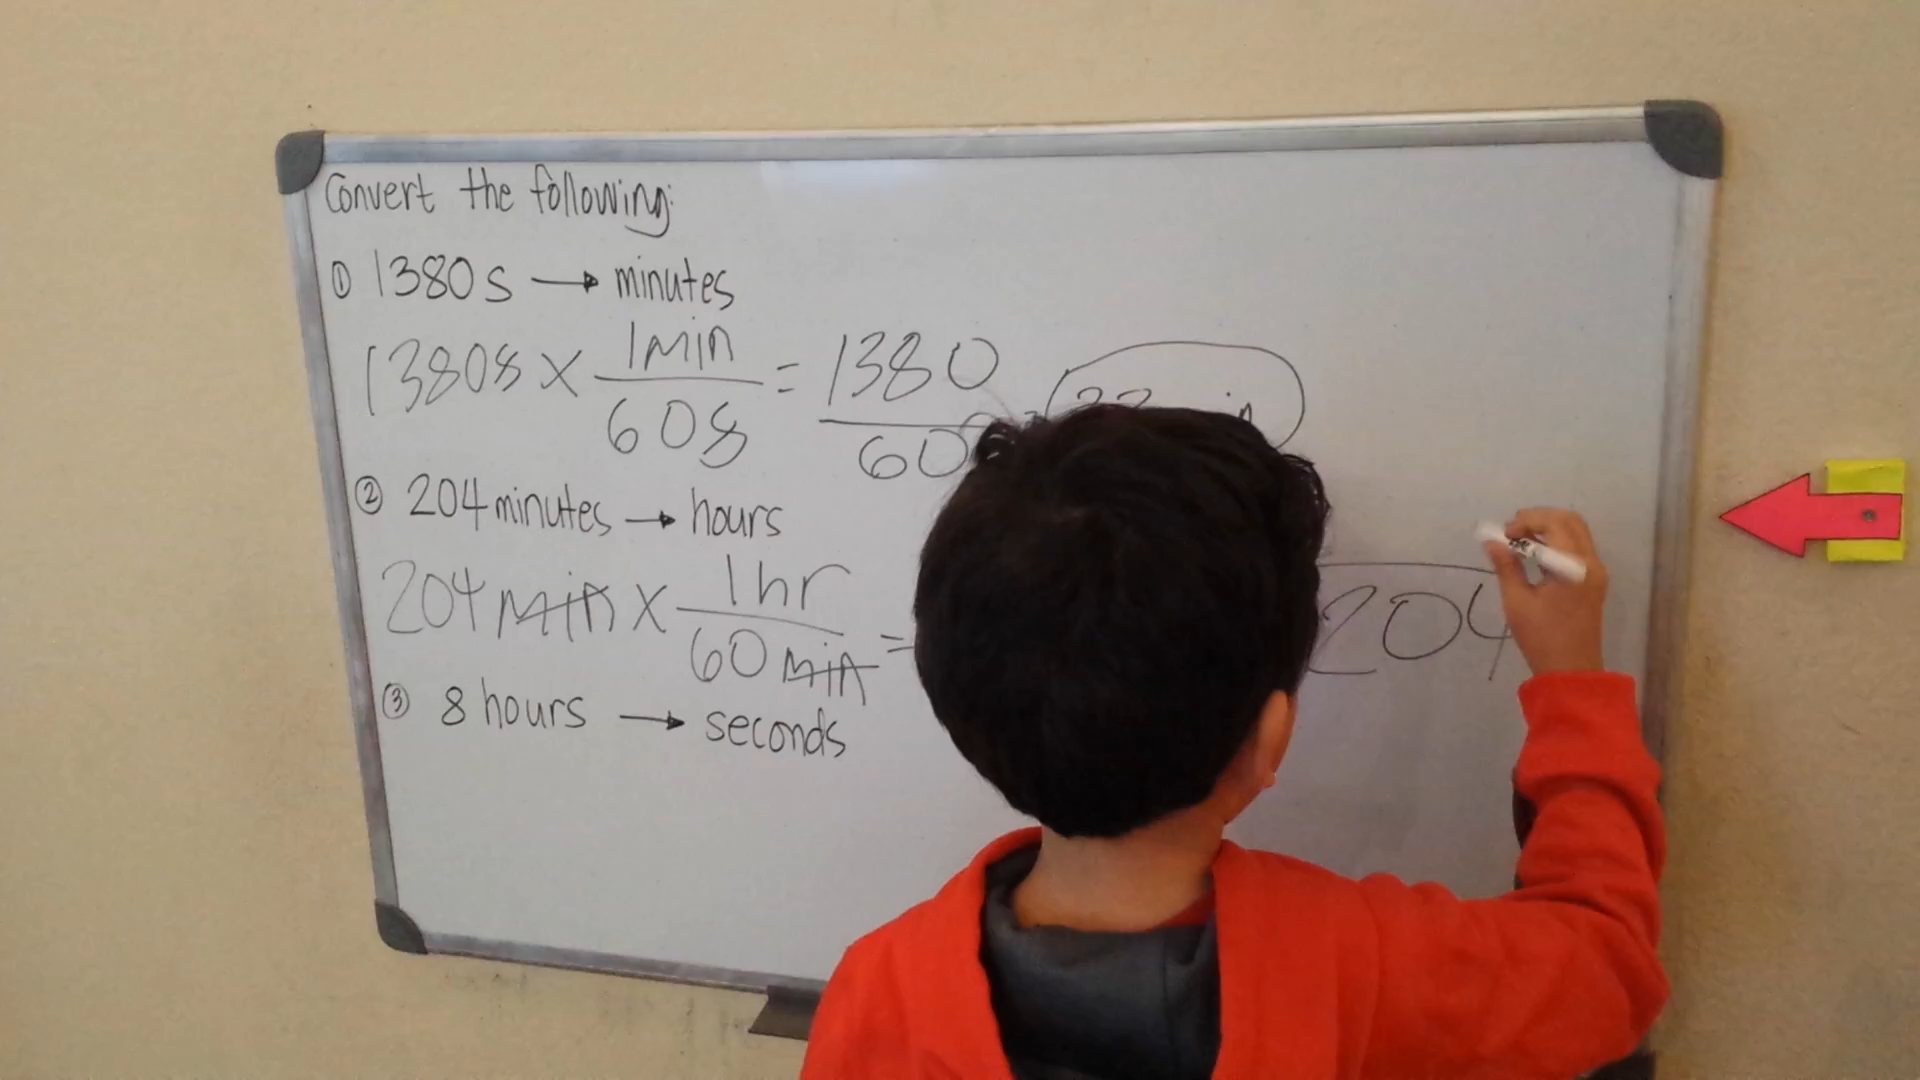 Convert the following:
① 1380 s → minutes
1380s × 1 min / 60 s = 1380 / 60 =
② 204 minutes → hours
204 min × 1 hr / 60 min = 204
③ 8 hours → seconds